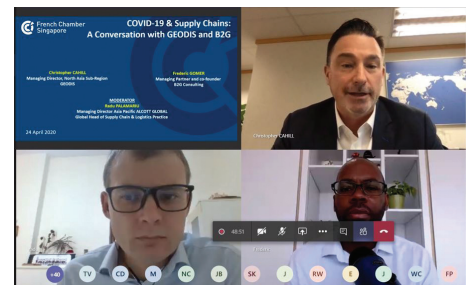 French Chamber
Singapore
COVID-19 & Supply Chains:
A Conversation with GEODIS and B2G
Christopher CAHILL
Managing Director, North Asia Sub-Region
GEODIS
Frederic GOMER
Managing Partner and co-founder
B2G Consulting
MODERATOR
Radu PALAMARIU
Managing Director Asia Pacific ALCOTT GLOBAL
Global Head of Supply Chain & Logistics Practice
24 April 2020
Christopher CAHILL
48:51
+40
TV
CD
M
NC
JB
SK
J
RW
E
J
WC
FP